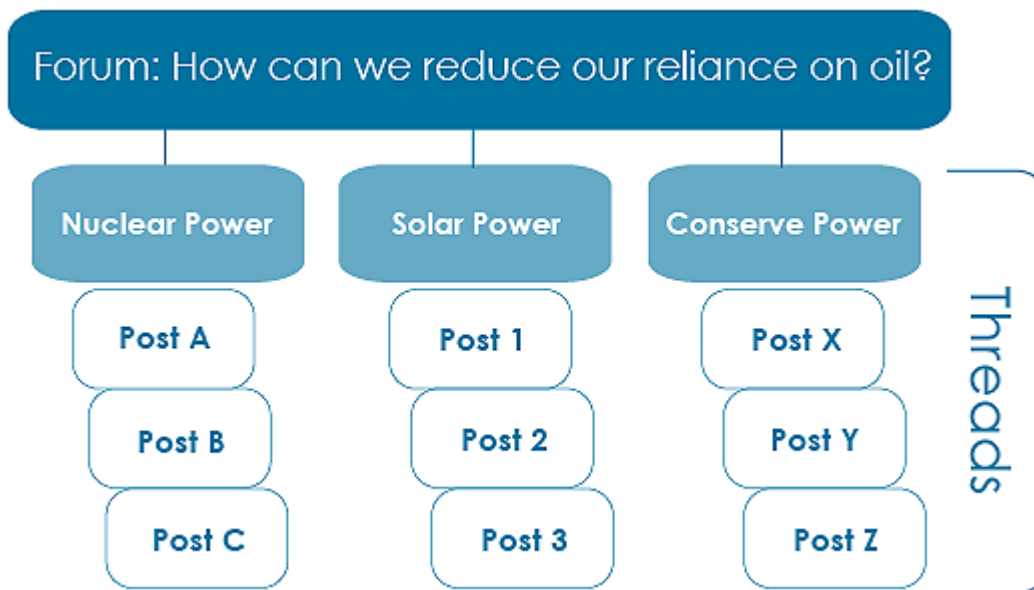 Forum: How can we reduce our reliance on oil?
Nuclear Power
Solar Power
Conserve Power
Post A
Post 1
Post X
Post B
Post 2
Post Y
Post C
Post 3
Post Z
Threads